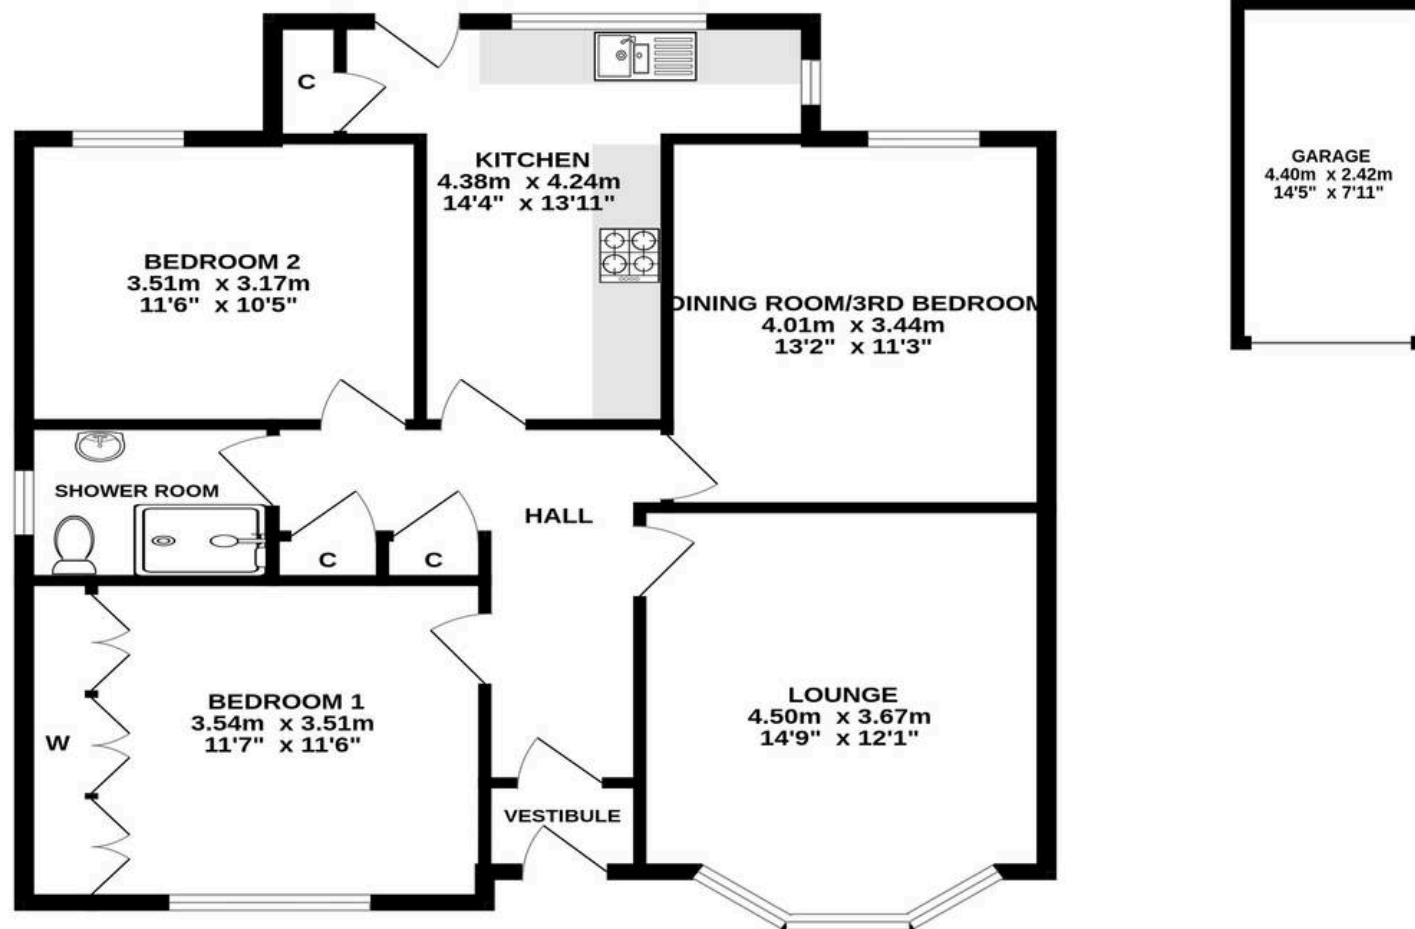 C
KITCHEN
4.38m x 4.24m
14'4" x 13'11"
GARAGE
4.40m x 2.42m
14'5" x 7'11"
BEDROOM 2
3.51m x 3.17m
11'6" x 10'5"
DINING ROOM/3RD BEDROOM
4.01m x 3.44m
13'2" x 11'3"
SHOWER ROOM
HALL
C
C
BEDROOM 1
3.54m x 3.51m
11'7" x 11'6"
W
LOUNGE
4.50m x 3.67m
14'9" x 12'1"
VESTIBULE